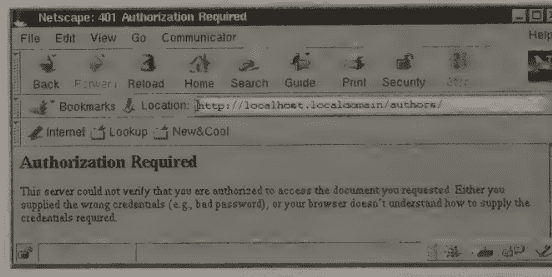 Netscape: 401 Authorization Required
File Edit View Go Communicator Help
Back Forward Reload Home Search Guide Print Security Stop
Bookmarks Location: http://localhost.localdomain/authors/
Internet Lookup New&Cool
Authorization Required
This server could not verify that you are authorized to access the document you requested. Either you
supplied the wrong credentials (e.g., bad password), or your browser doesn't understand how to supply the
credentials required.